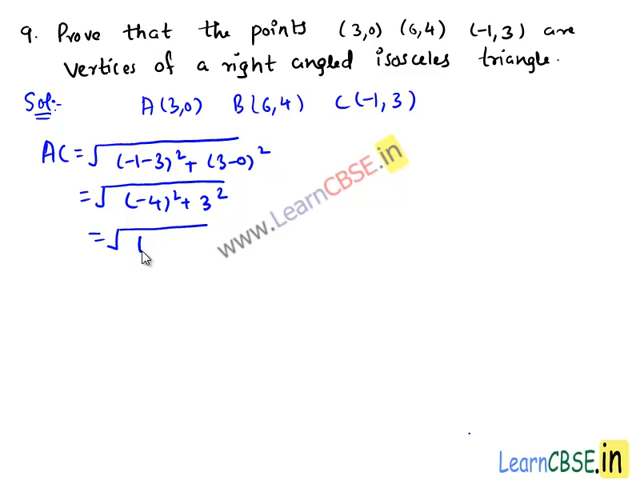 9. Prove that the points (3,0) (6,4) (-1,3) are
Vertices of a right angled isosceles triangle.
Sol:- A(3,0) B(6,4) C(-1,3)
AC = √(-1-3)² + (3-0)²
= √(-4)² + 3²
= √1
www.LearnCBSE.in
LearnCBSE.in